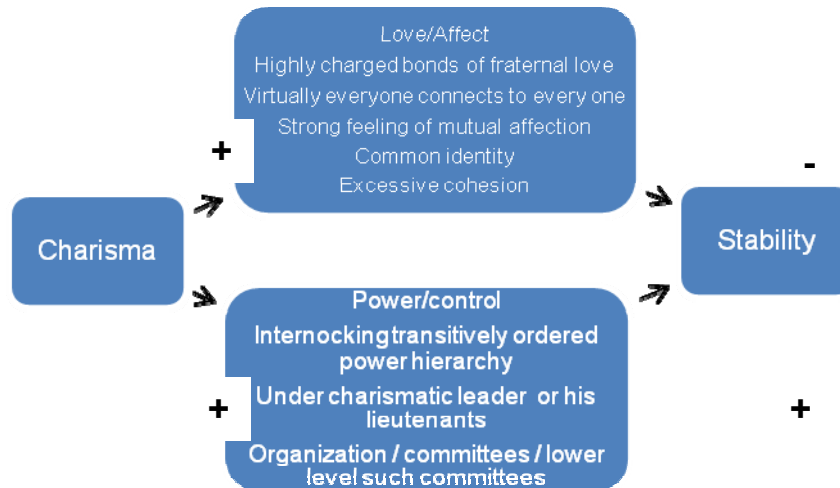 Love/Affect
Highly charged bonds of fraternal love
Virtually everyone connects to every one
Strong feeling of mutual affection
Common identity
Excessive cohesion
+
-
Charisma
Stability
Power/control
Internocking transitively ordered
power hierarchy
Under charismatic leader or his
lieutenants
Organization / committees / lower
level such committees
+
+